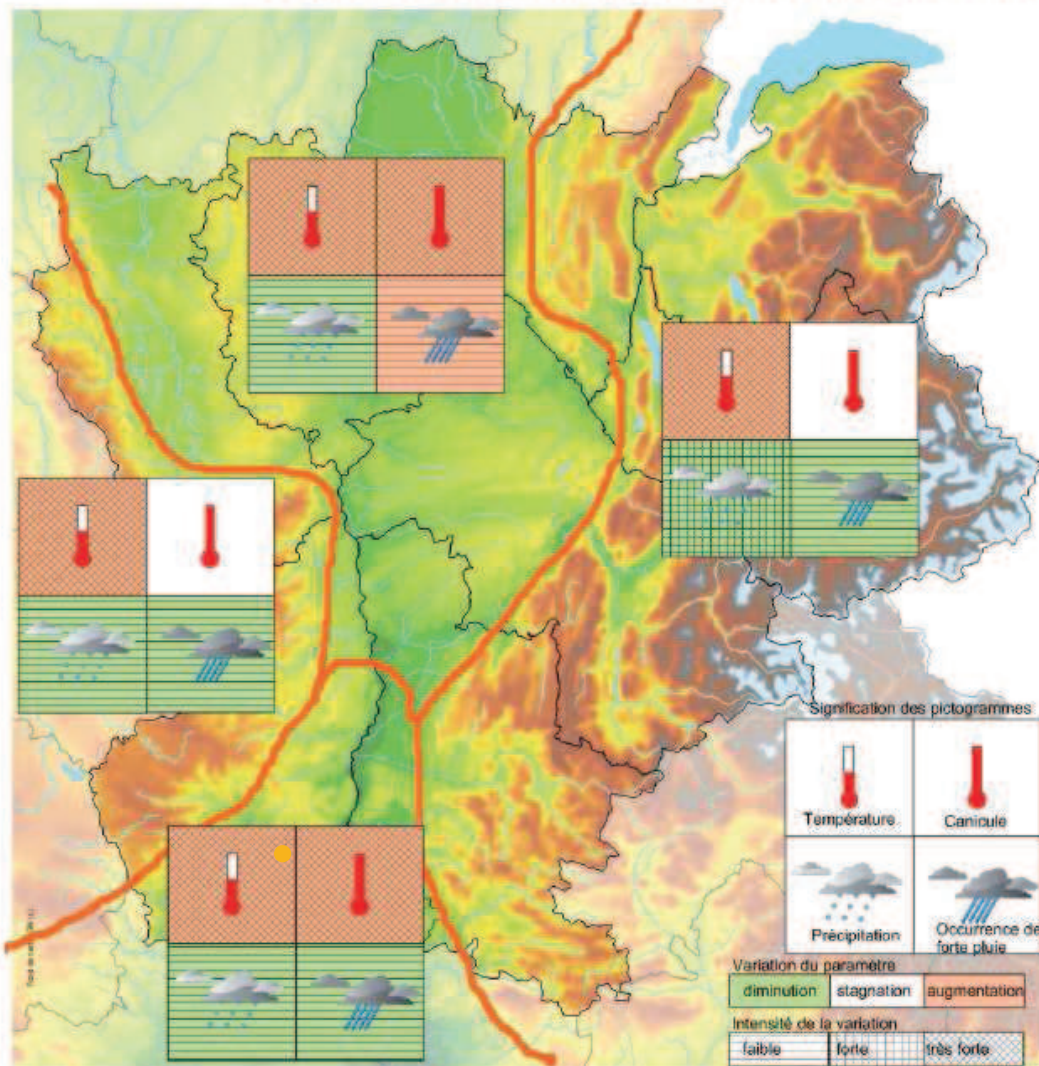 Signification des pictogrammes
Température
Canicule
Précipitation
Occurrence de
forte pluie
Variation du paramètre
diminution
stagnation
augmentation
Intensité de la variation
faible
forte
très forte